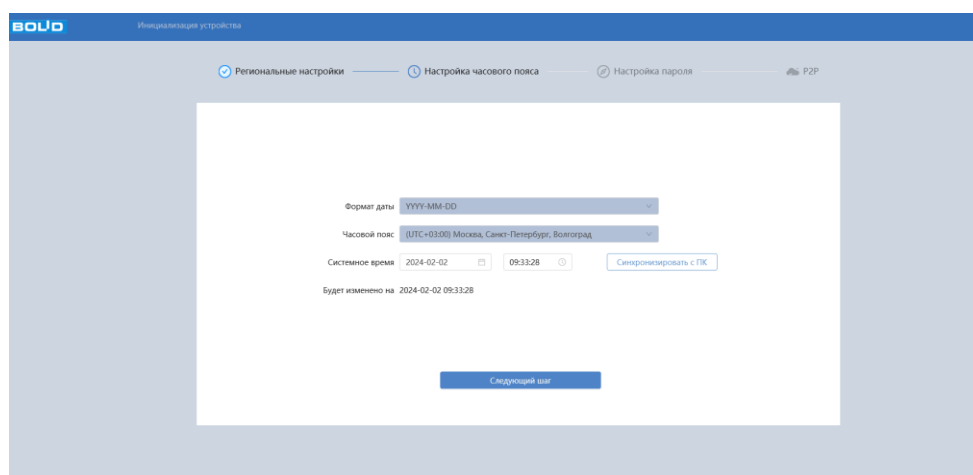 BOLID Инициализация устройства
Региональные настройки Настройка часового пояса Настройка пароля P2P
Формат даты YYYY-MM-DD
Часовой пояс (UTC+03:00) Москва, Санкт-Петербург, Волгоград
Системное время 2024-02-02 09:33:28 Синхронизировать с ПК
Будет изменено на 2024-02-02 09:33:28
Следующий шаг